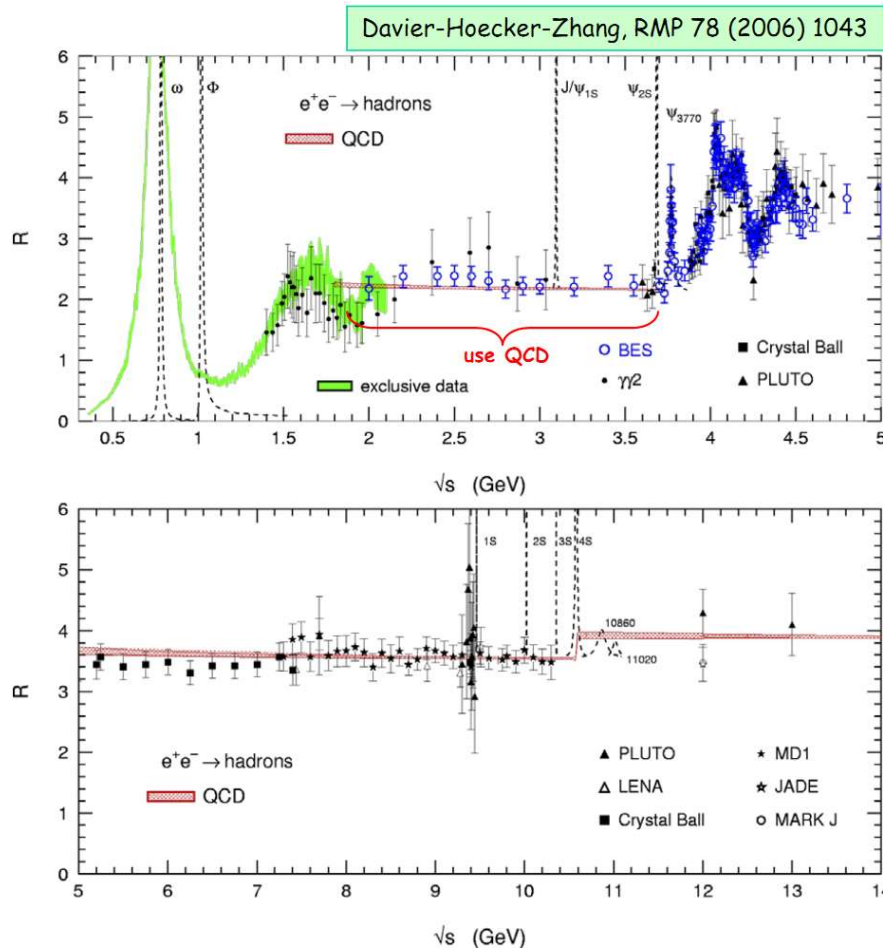 Davier-Hoecker-Zhang, RMP 78 (2006) 1043
6
5
4
3
2
1
0
R
ω
Φ
J/ψ1S
ψ2S
ψ3770
e⁺e⁻ → hadrons
QCD
use QCD
exclusive data
BES
γγ2
Crystal Ball
PLUTO
0.5 1 1.5 2 2.5 3 3.5 4 4.5 5
√s (GeV)
6
5
4
3
2
1
0
R
1S
2S
3S
4S
10860
11020
e⁺e⁻ → hadrons
QCD
PLUTO
LENA
Crystal Ball
MD1
JADE
MARK J
5 6 7 8 9 10 11 12 13 14
√s (GeV)